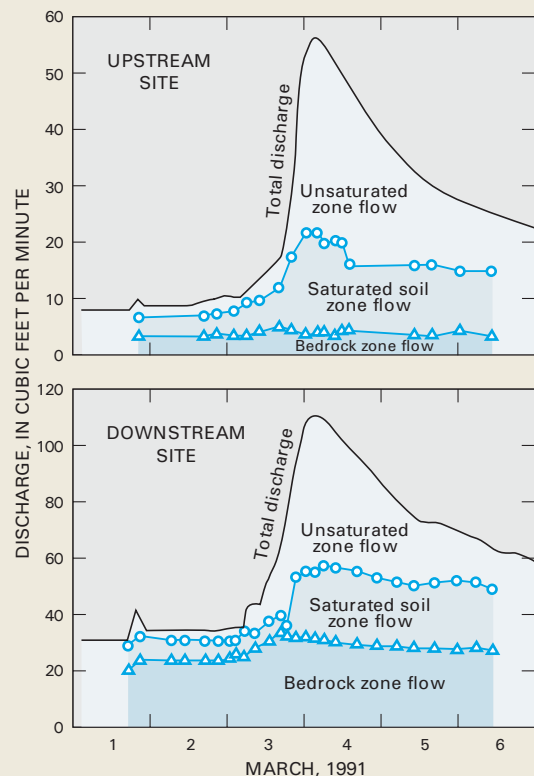 60
50
40
30
20
10
0
UPSTREAM
SITE
Total discharge
Unsaturated
zone flow
Saturated soil
zone flow
Bedrock zone flow
DISCHARGE, IN CUBIC FEET PER MINUTE
120
100
80
60
40
20
0
DOWNSTREAM
SITE
Total discharge
Unsaturated
zone flow
Saturated soil
zone flow
Bedrock zone flow
1 2 3 4 5 6
MARCH, 1991